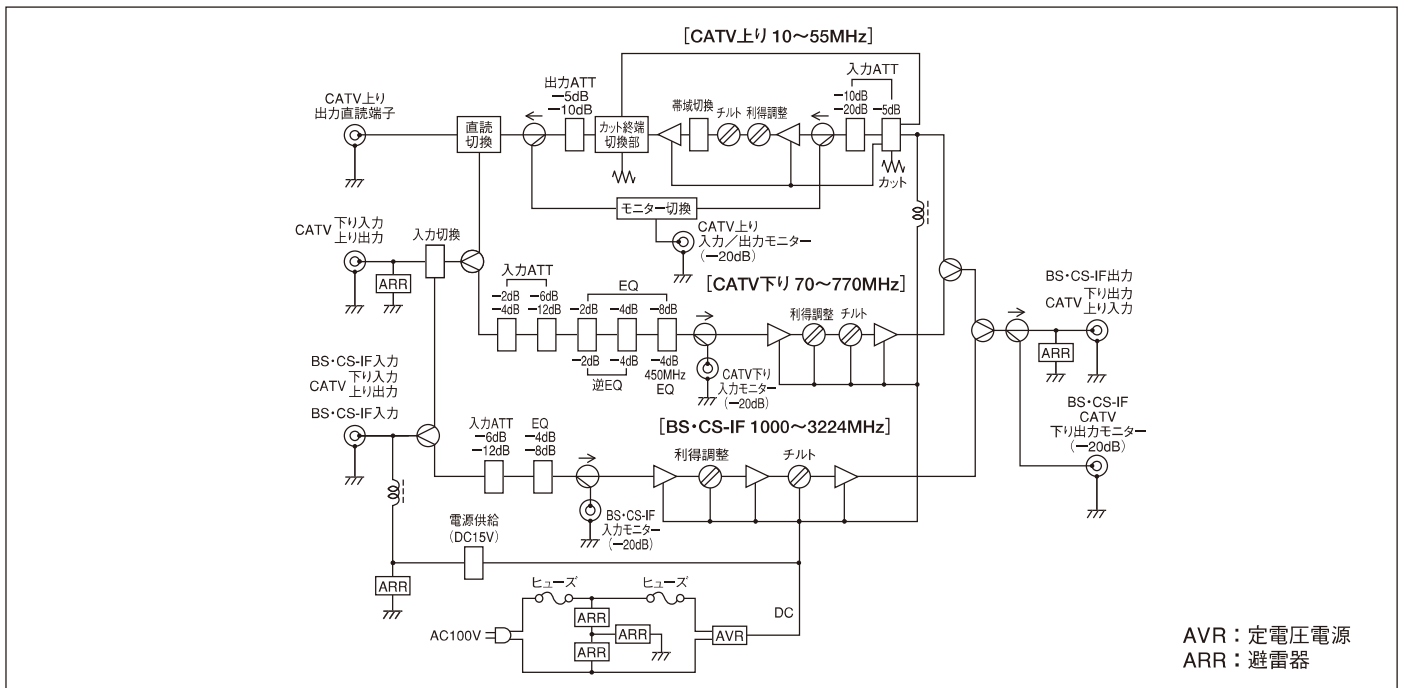 [CATV上り 10～55MHz]
CATV上り
出力直読端子
直読
切換
出力ATT
－5dB
－10dB
カット終端
切換部
帯域切換
チルト
利得調整
入力ATT
－10dB
－20dB
－5dB
カット
モニター切換
CATV上り
入力／出力モニター
(－20dB)
CATV 下り入力
上り出力
入力切換
ARR
[CATV下り 70～770MHz]
入力ATT
－2dB
－4dB
－6dB
－12dB
EQ
－2dB
－4dB
－8dB
－2dB
－4dB
逆EQ
－4dB
450MHz
EQ
CATV下り
入力モニター
(－20dB)
利得調整
チルト
BS・CS-IF出力
CATV 下り出力
上り入力
ARR
BS・CS-IF
CATV
下り出力モニター
(－20dB)
BS・CS-IF入力
CATV 下り入力
上り出力
BS・CS-IF入力
[BS・CS-IF 1000～3224MHz]
入力ATT
－6dB
－12dB
EQ
－4dB
－8dB
BS・CS-IF
入力モニター
(－20dB)
利得調整
チルト
電源供給
(DC15V)
ARR
ヒューズ
ヒューズ
AC100V
ARR
ARR
ARR
AVR
DC
AVR：定電圧電源
ARR：避雷器